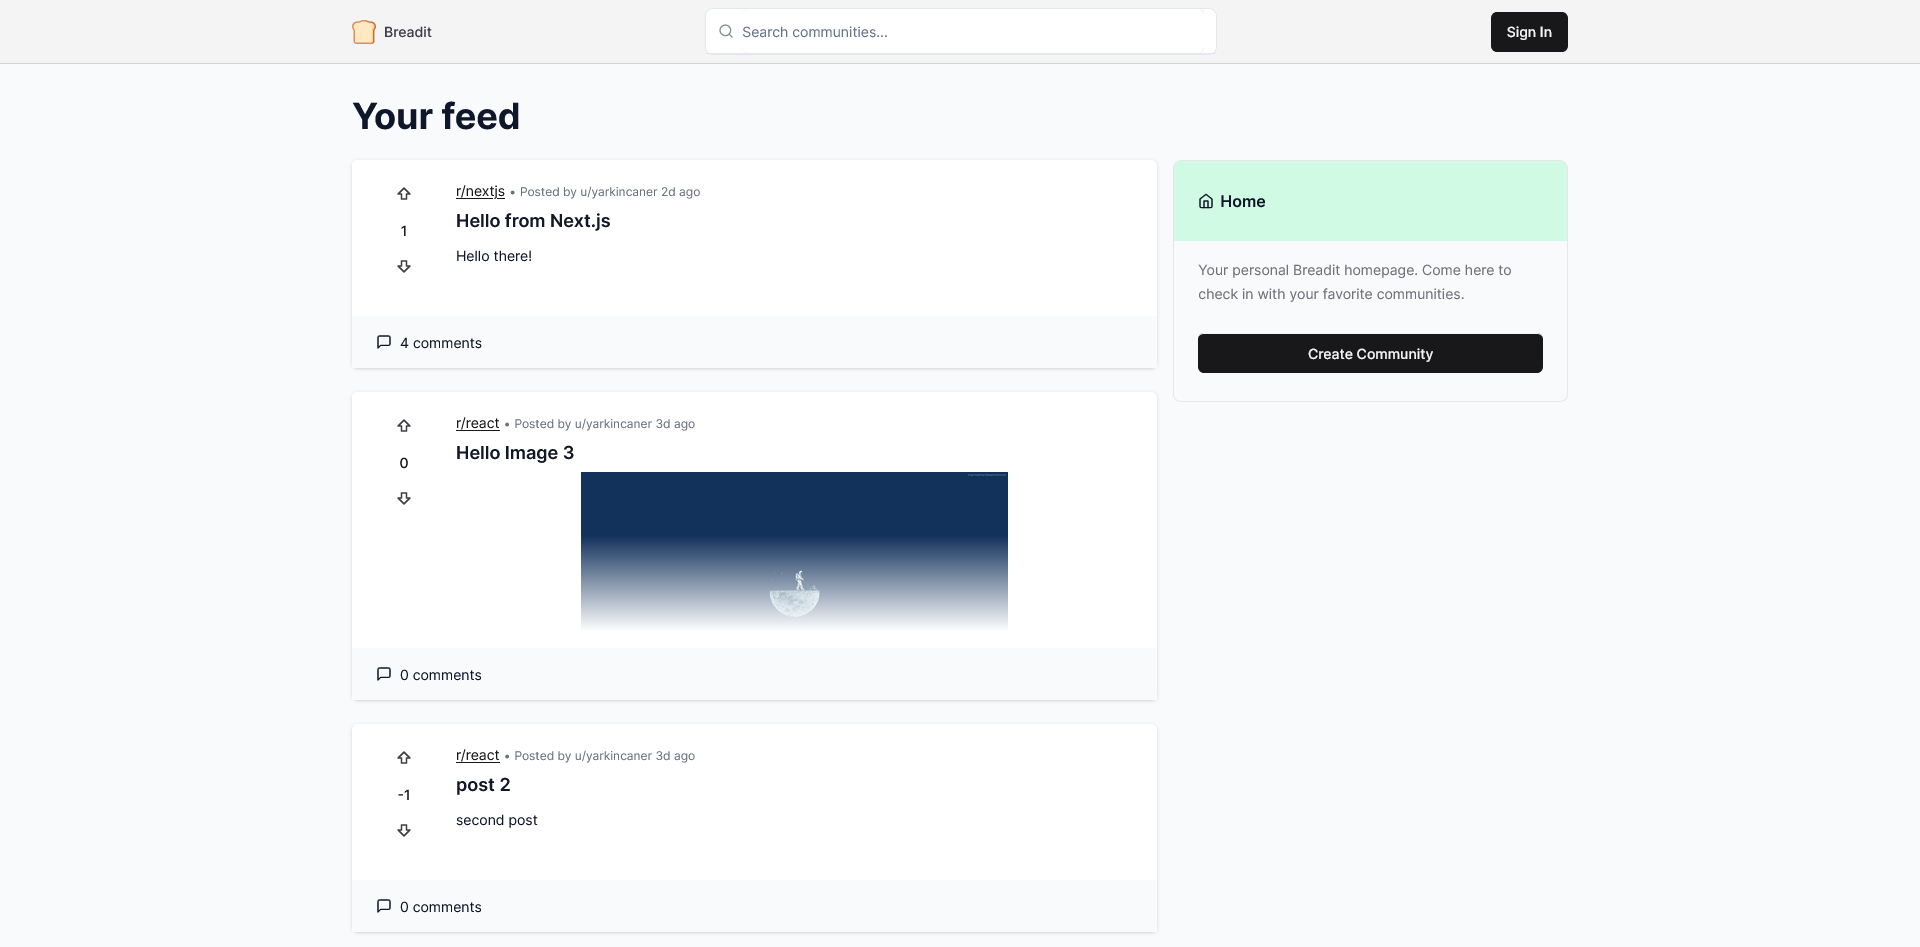 Breadit
Search communities...
Sign In
Your feed
r/nextjs • Posted by u/yarkincaner 2d ago
Hello from Next.js
1
Hello there!
4 comments
r/react • Posted by u/yarkincaner 3d ago
Hello Image 3
0
0 comments
r/react • Posted by u/yarkincaner 3d ago
post 2
-1
second post
0 comments
Home
Your personal Breadit homepage. Come here to
check in with your favorite communities.
Create Community